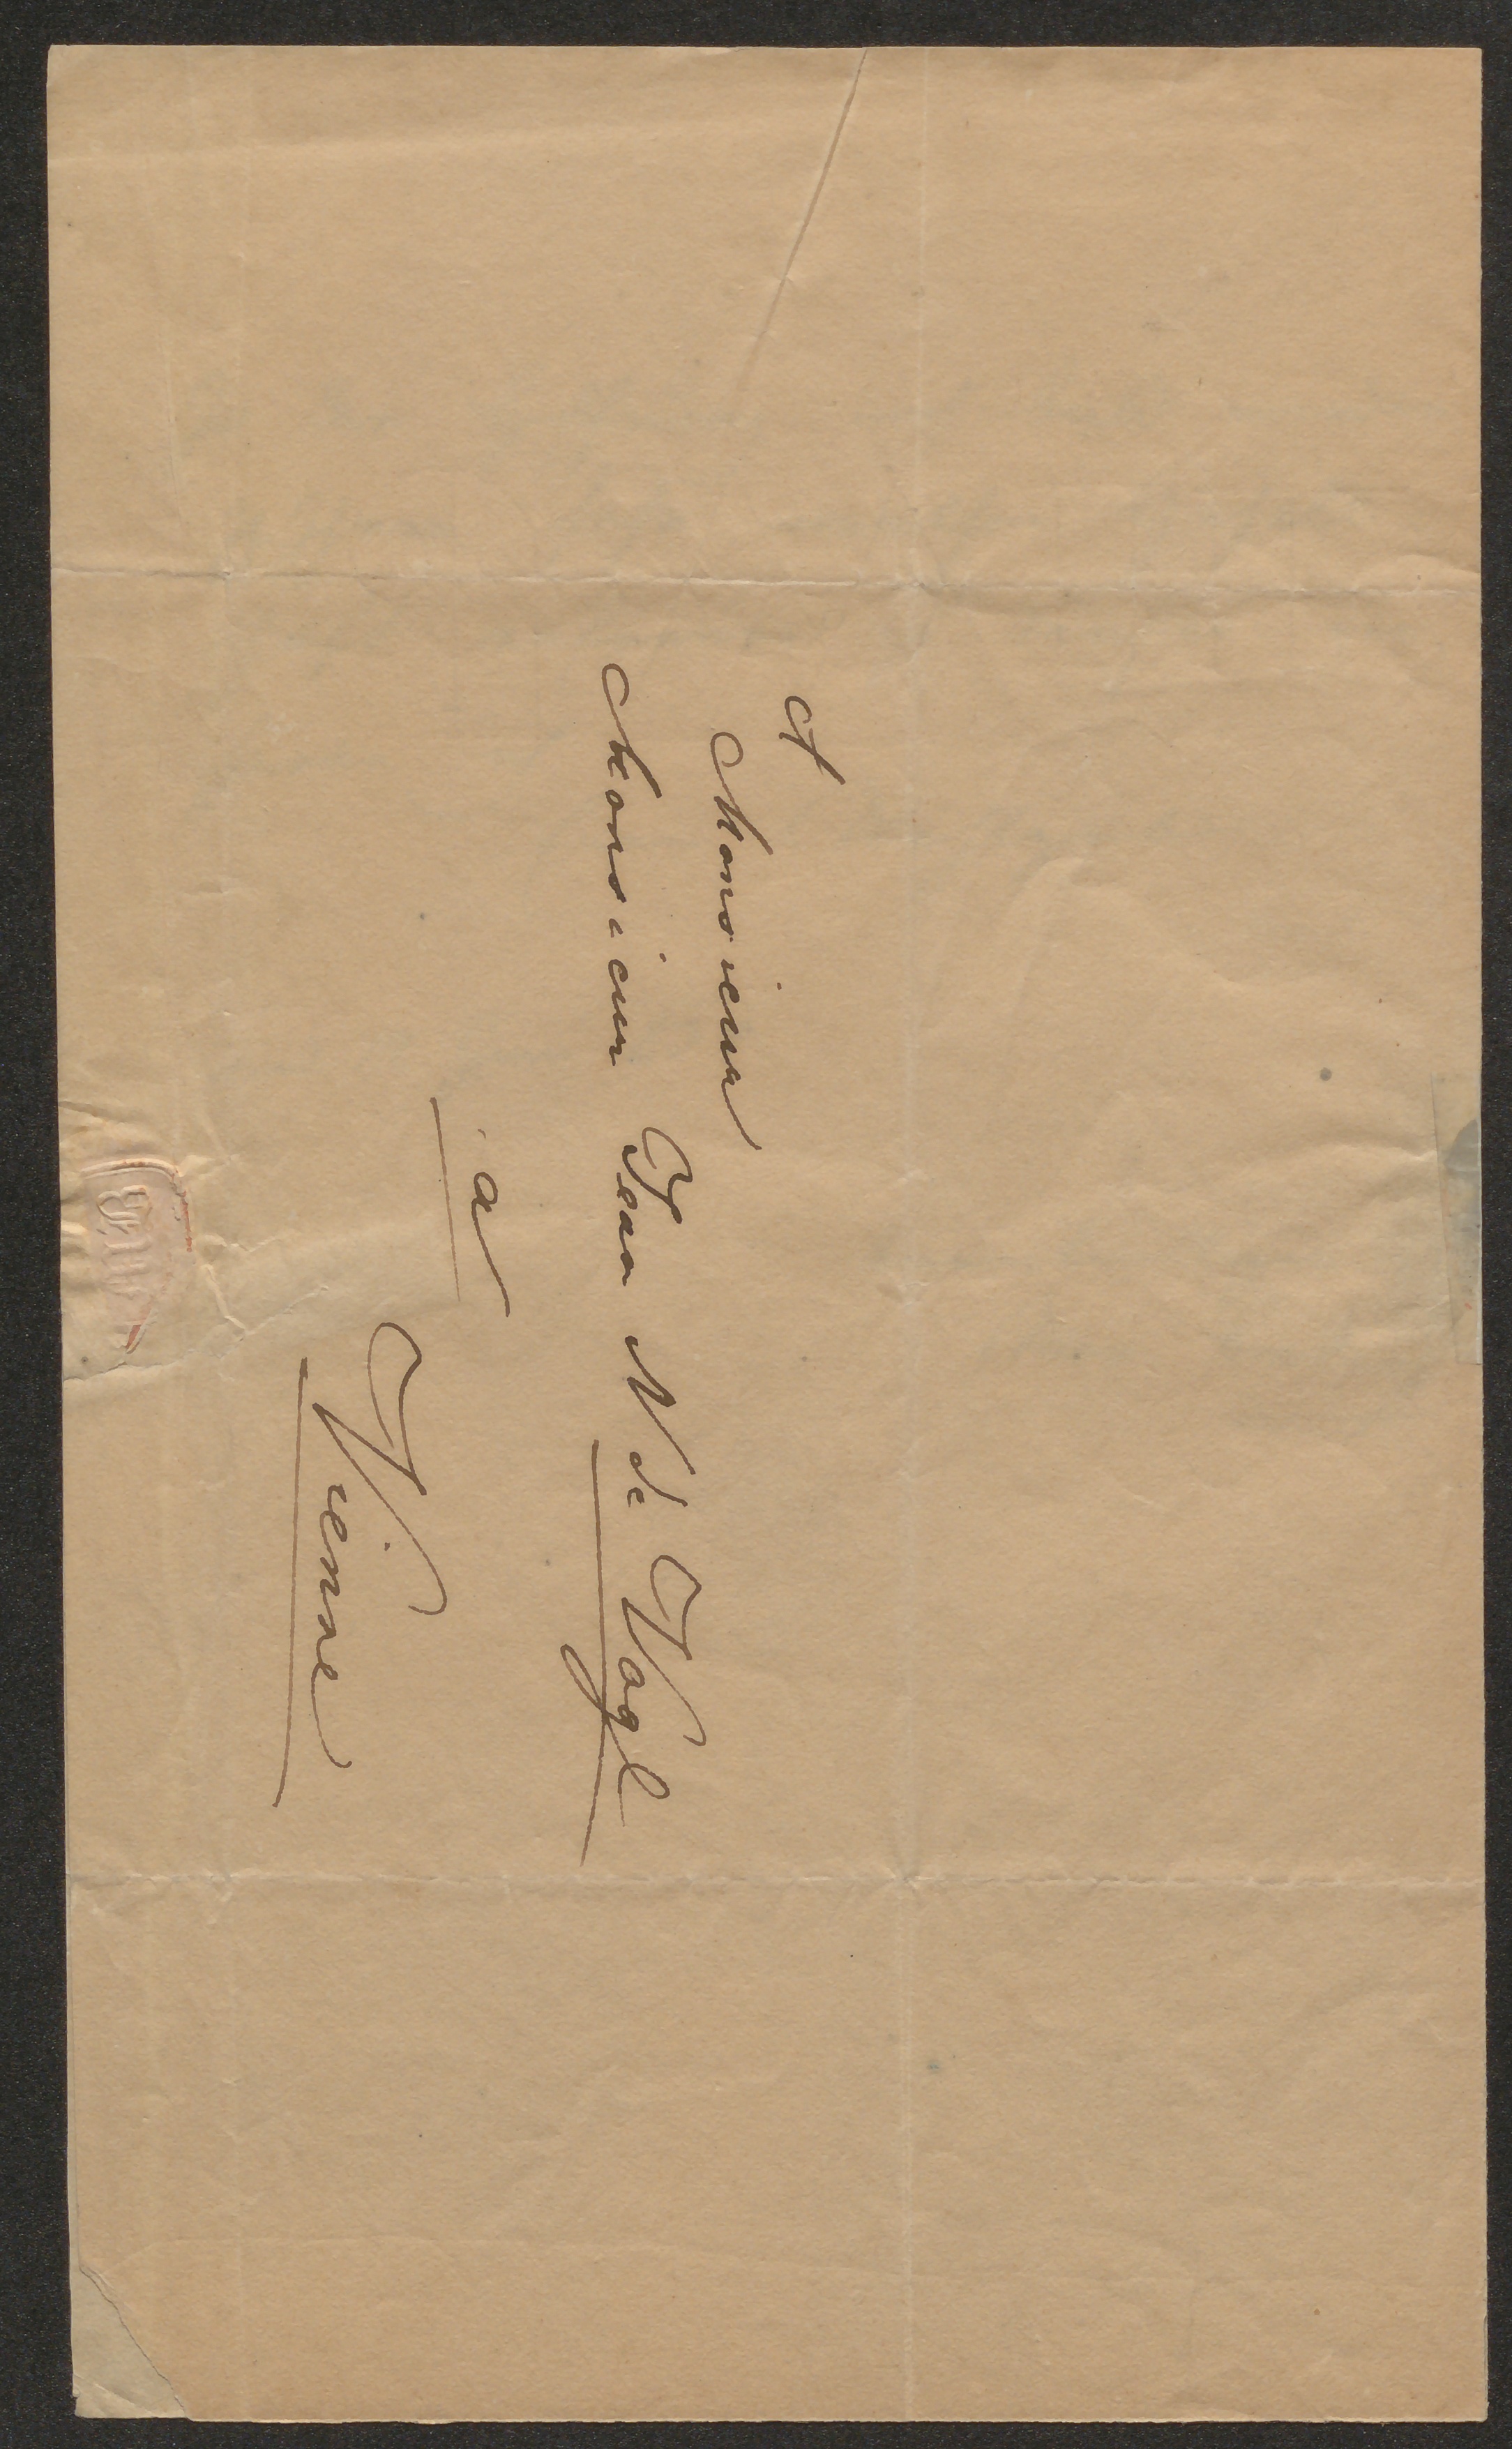 A
Monsieur
Monsieur Jean N. de Vogl
à
Vienne